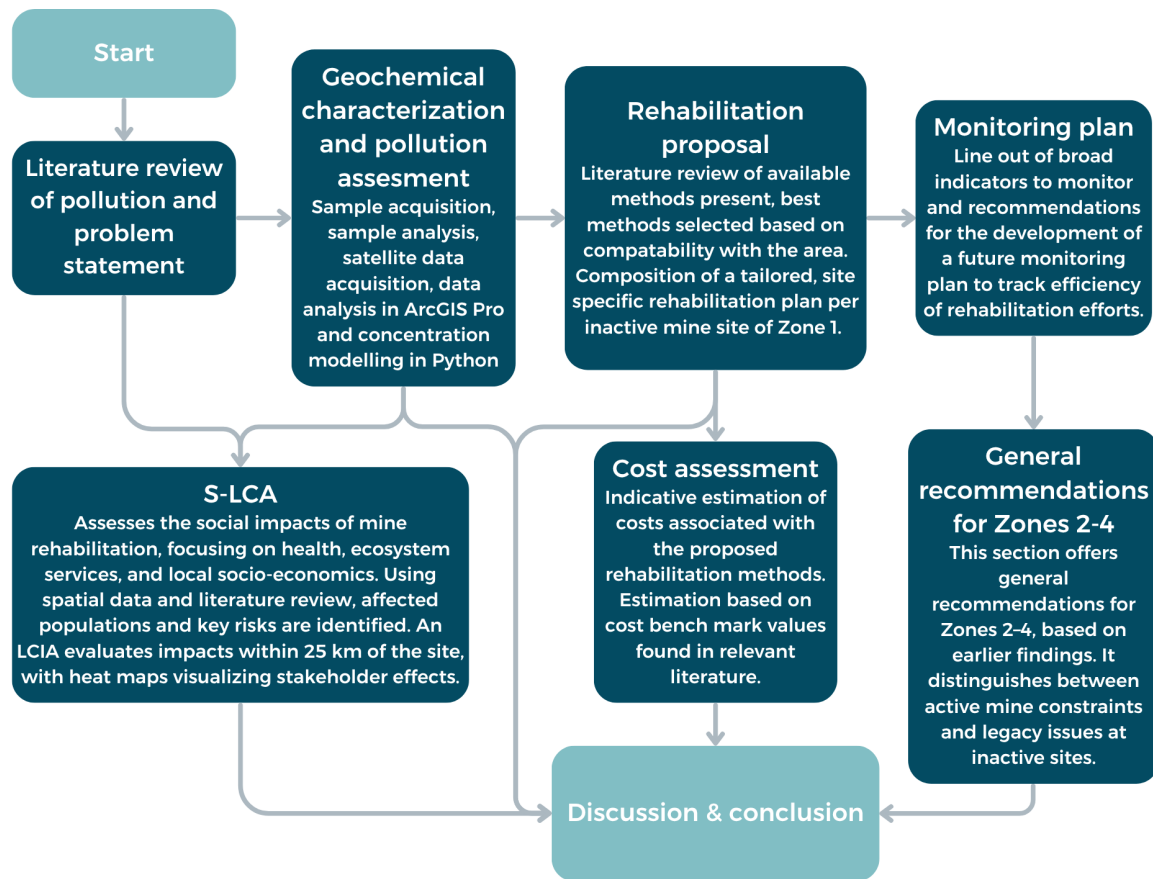 Start
Literature review
of pollution and
problem
statement
Geochemical
characterization
and pollution
assesment
Sample acquisition,
sample analysis,
satellite data
acquisition, data
analysis in ArcGIS Pro
and concentration
modelling in Python
Rehabilitation
proposal
Literature review of available
methods present, best
methods selected based on
compatability with the area.
Composition of a tailored, site
specific rehabilitation plan per
inactive mine site of Zone 1.
Monitoring plan
Line out of broad
indicators to monitor
and recommendations
for the development of
a future monitoring
plan to track efficiency
of rehabilitation efforts.
S-LCA
Assesses the social impacts of mine
rehabilitation, focusing on health, ecosystem
services, and local socio-economics. Using
spatial data and literature review, affected
populations and key risks are identified. An
LCIA evaluates impacts within 25 km of the site,
with heat maps visualizing stakeholder effects.
Cost assessment
Indicative estimation of
costs associated with
the proposed
rehabilitation methods.
Estimation based on
cost bench mark values
found in relevant
literature.
General
recommendations
for Zones 2-4
This section offers
general
recommendations for
Zones 2–4, based on
earlier findings. It
distinguishes between
active mine constraints
and legacy issues at
inactive sites.
Discussion & conclusion